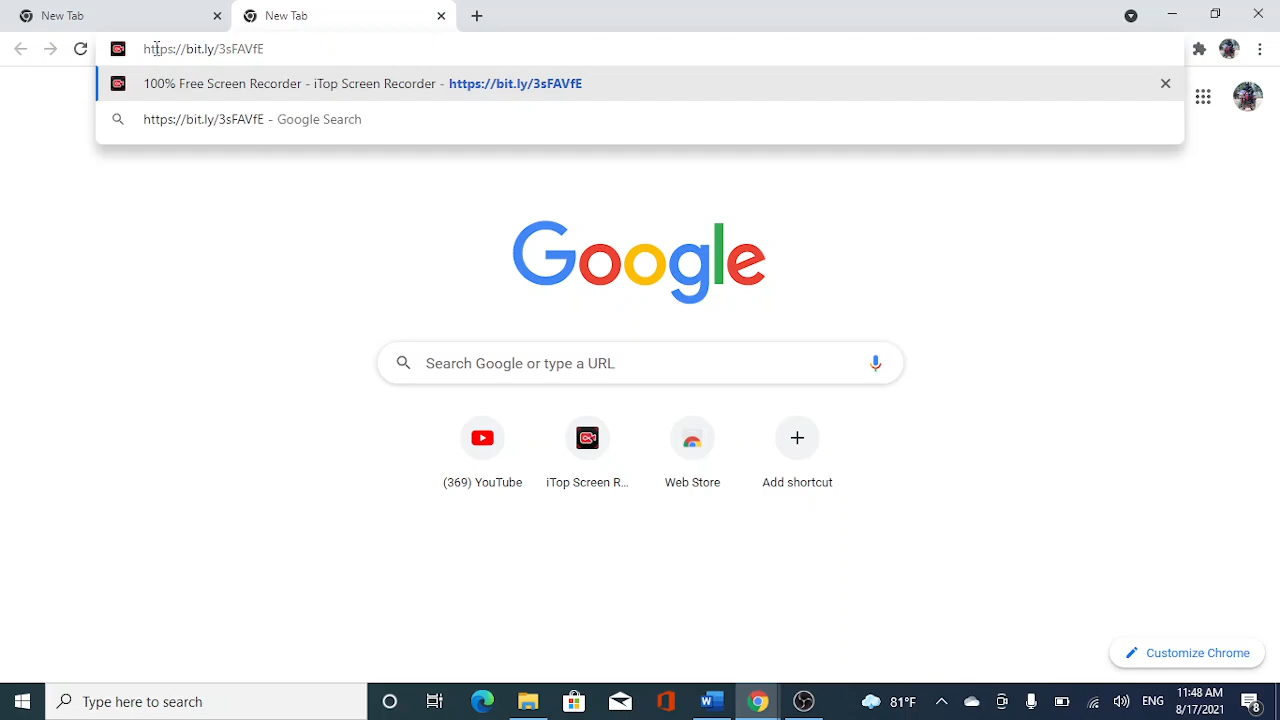 New Tab
New Tab
https://bit.ly/3sFAVfE
100% Free Screen Recorder - iTop Screen Recorder - https://bit.ly/3sFAVfE
https://bit.ly/3sFAVfE - Google Search
Google
Search Google or type a URL
(369) YouTube
iTop Screen R...
Web Store
Add shortcut
Customize Chrome
Type here to search
81°F
ENG
11:48 AM
8/17/2021
8